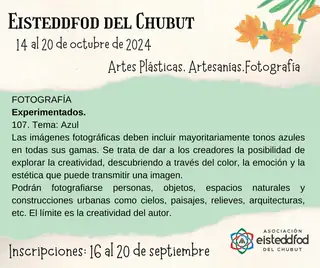 Eisteddfod del Chubut
14 al 20 de octubre de 2024
Artes Plásticas. Artesanías.Fotografía
FOTOGRAFÍA
Experimentados.
107. Tema: Azul
Las imágenes fotográficas deben incluir mayoritariamente tonos azules
en todas sus gamas. Se trata de dar a los creadores la posibilidad de
explorar la creatividad, descubriendo a través del color, la emoción y la
estética que puede transmitir una imagen.
Podrán fotografiarse personas, objetos, espacios naturales y
construcciones urbanas como cielos, paisajes, relieves, arquitecturas,
etc. El límite es la creatividad del autor.
Inscripciones: 16 al 20 de septiembre
ASOCIACIÓN
eisteddfod
DEL CHUBUT